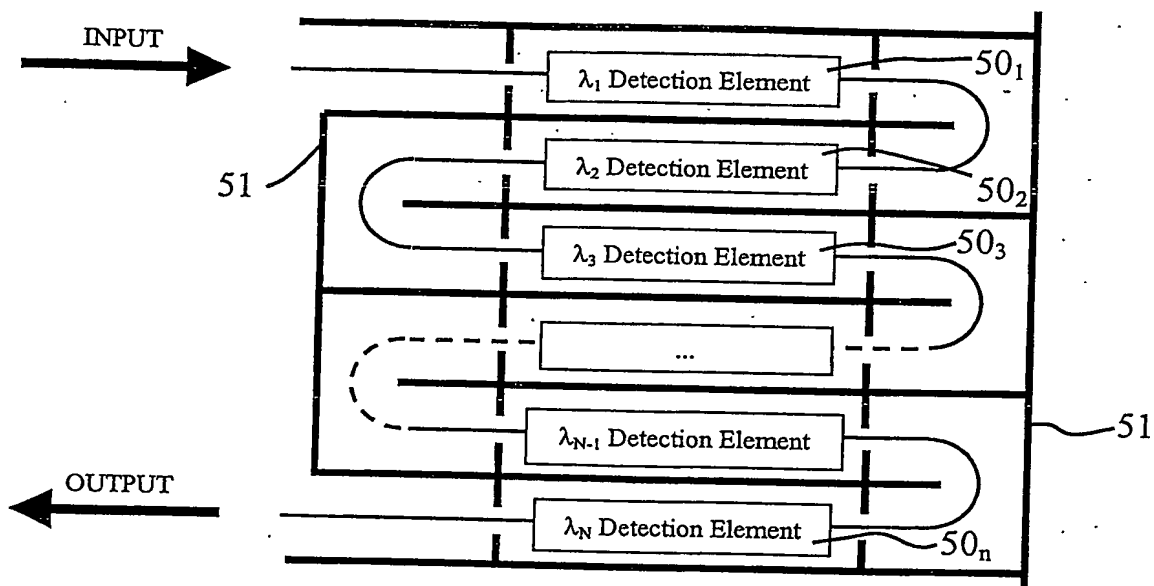 INPUT
λ₁ Detection Element
50₁
51
λ₂ Detection Element
50₂
λ₃ Detection Element
50₃
...
λN-1 Detection Element
51
OUTPUT
λN Detection Element
50ₙ